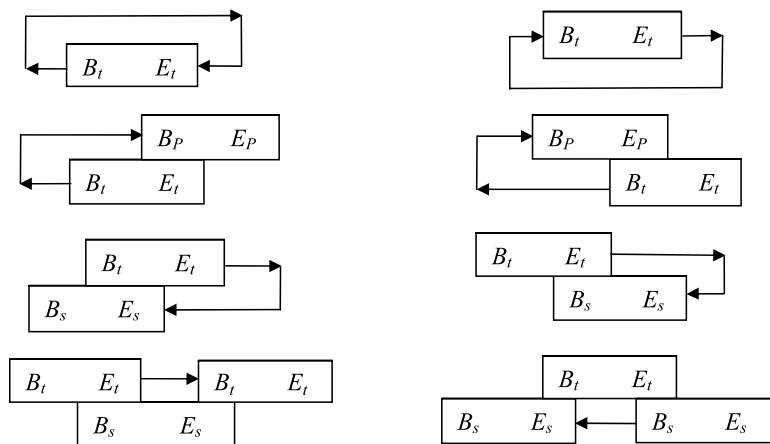 B_t E_t B_t E_t
B_P E_P B_P E_P
B_t E_t B_t E_t
B_t E_t B_t E_t
B_s E_s B_s E_s
B_t E_t B_t E_t B_t E_t
B_s E_s B_s E_s B_s E_s